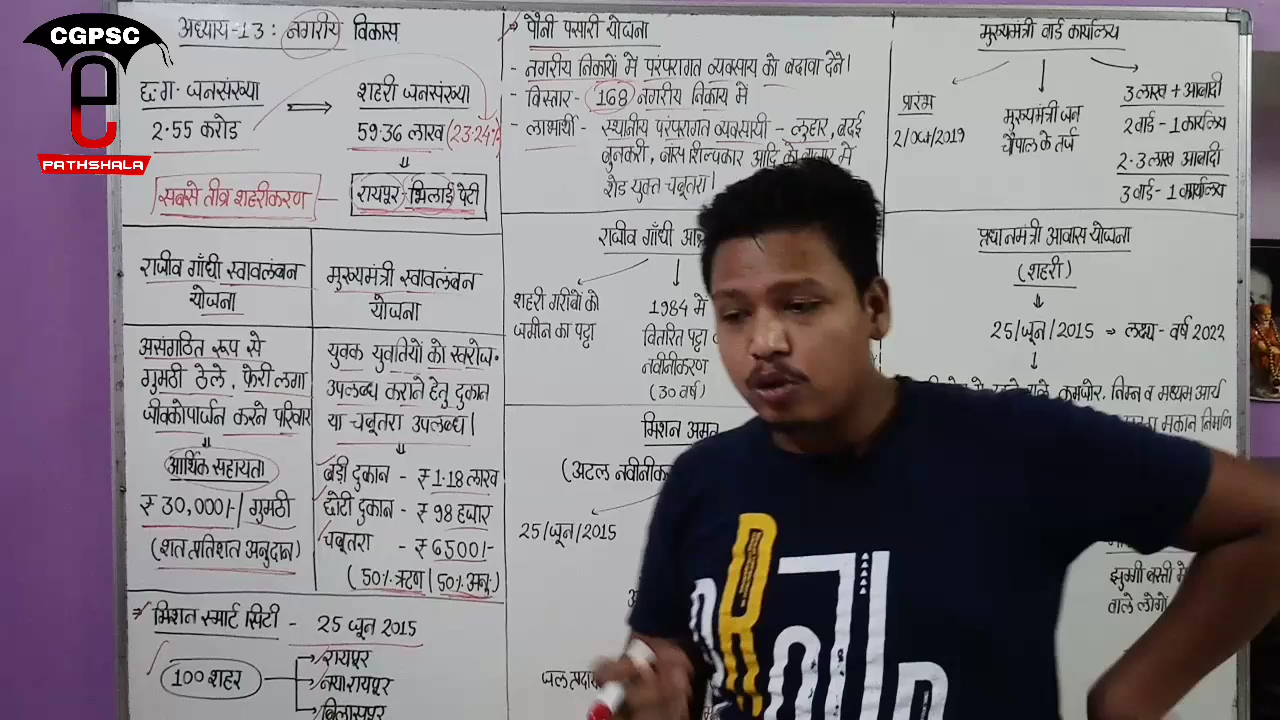 CGPSC
e
PATHSHALA
अध्याय-13 : नगरीय विकास
छ.ग. जनसंख्या
2.55 करोड
शहरी जनसंख्या
59.36 लाख (23.24%)
सबसे तीव्र शहरीकरण
रायपुर - भिलाई पेटी
राजीव गाँधी स्वावलंबन
योजना
असंगठित रूप से
गुमठी ठेले, फेरी लगा
जीवकोपार्जन करने परिवार
आर्थिक सहायता
₹ 30,000/- / गुमठी
(शत प्रतिशत अनुदान)
मुख्यमंत्री स्वावलंबन
योजना
युवक युवतियों को स्वरोज.
उपलब्ध कराने हेतु दुकान
या चबूतरा उपलब्ध।
बड़ी दुकान - ₹ 1.18 लाख
छोटी दुकान - ₹ 98 हजार
चबूतरा - ₹ 6500/-
(50% ऋण / 50% अनु.)
मिशन स्मार्ट सिटी - 25 जून 2015
100 शहर
रायपुर
नया रायपुर
बिलासपुर
पौनी पसारी योजना
- नगरीय निकायों में परंपरागत व्यवसाय को बढावा देने।
- विस्तार - 168 नगरीय निकाय में
- लाभार्थी - स्थानीय परंपरागत व्यवसायी - लुहार, बढई
बुनकरी, बांस शिल्पकार आदि को बाजार में
शेड युक्त चबूतरा।
राजीव गाँधी
शहरी गरीबों को
जमीन का पट्टा
1984 में
वितरित पट्टा
नवीनीकरण
(30 वर्ष)
मिशन अमृत
(अटल नवीनीक
25/जून/2015
मुख्यमंत्री वार्ड कार्यालय
प्रारंभ
2/Oct/2019
मुख्यमंत्री जन
चौपाल के तर्ज
3 लाख + आबादी
2 वार्ड - 1 कार्यालय
2-3 लाख आबादी
3 वार्ड - 1 कार्यालय
प्रधानमंत्री आवास योजना
(शहरी)
25/जून/2015 → लक्ष्य - वर्ष 2022
वाले कमजोर, निम्न व मध्यम आर्य
मकान निर्माण
झुग्गी बस्ती में
वाले लोगों